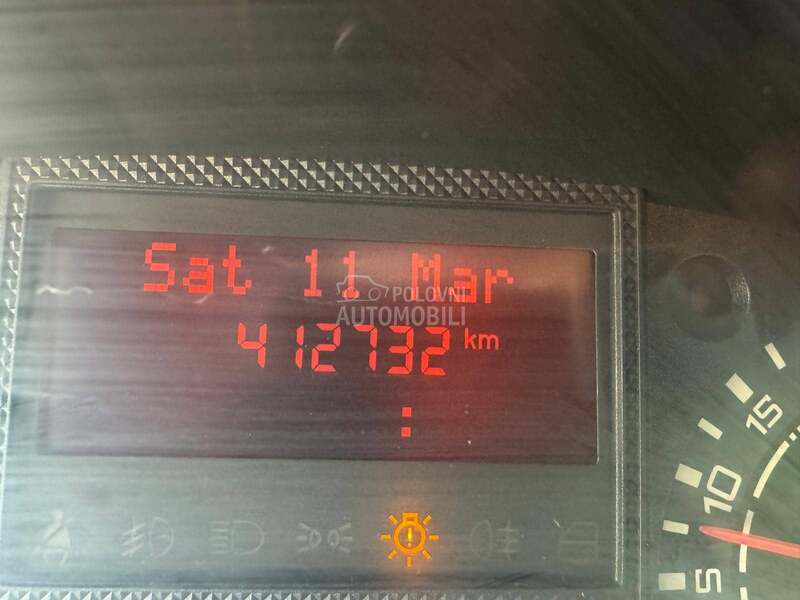 Sat 11 Mar
POLOVNI
AUTOMOBILI
412732 km
:
15
10
5